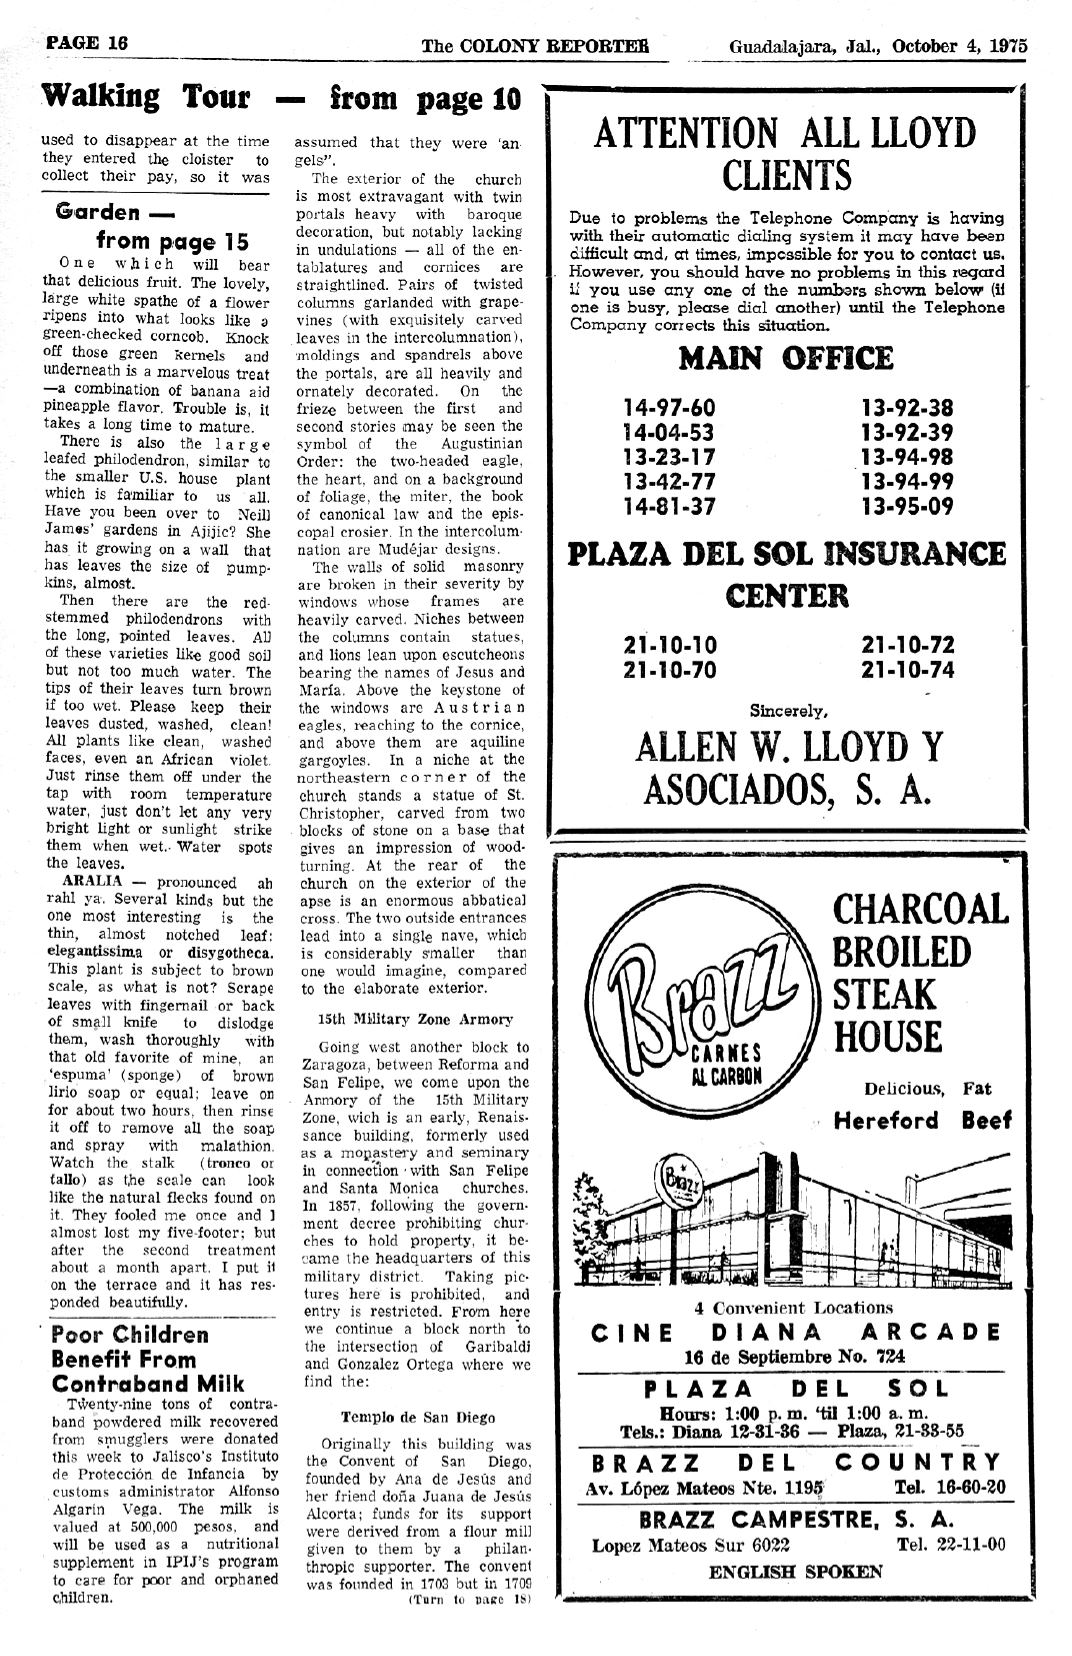 PAGE 16
The COLONY REPORTER
Guadalajara, Jal., October 4, 1975
Walking Tour — from page 10
used to disappear at the time
they entered the cloister to
collect their pay, so it was
Garden —
from page 15
One which will bear
that delicious fruit. The lovely,
large white spathe of a flower
ripens into what looks like a
green-checked corncob. Knock
off those green kernels and
underneath is a marvelous treat
—a combination of banana aid
pineapple flavor. Trouble is, it
takes a long time to mature.
There is also the large
leafed philodendron, similar to
the smaller U.S. house plant
which is familiar to us all.
Have you been over to Neill
James' gardens in Ajijic? She
has it growing on a wall that
has leaves the size of pump-
kins, almost.
Then there are the red-
stemmed philodendrons with
the long, pointed leaves. All
of these varieties like good soil
but not too much water. The
tips of their leaves turn brown
if too wet. Please keep their
leaves dusted, washed, clean!
All plants like clean, washed
faces, even an African violet.
Just rinse them off under the
tap with room temperature
water, just don't let any very
bright light or sunlight strike
them when wet. Water spots
the leaves.
ARALIA — pronounced ah
rahl ya. Several kinds but the
one most interesting is the
thin, almost notched leaf:
elegantissima or disygotheca.
This plant is subject to brown
scale, as what is not? Scrape
leaves with fingernail or back
of small knife to dislodge
them, wash thoroughly with
that old favorite of mine, an
'espuma' (sponge) of brown
lirio soap or equal; leave on
for about two hours, then rinse
it off to remove all the soap
and spray with malathion.
Watch the stalk (tronco or
tallo) as the scale can look
like the natural flecks found on
it. They fooled me once and I
almost lost my five-footer; but
after the second treatment
about a month apart, I put it
on the terrace and it has res-
ponded beautifully.
Poor Children
Benefit From
Contraband Milk
Twenty-nine tons of contra-
band powdered milk recovered
from smugglers were donated
this week to Jalisco's Instituto
de Protección de Infancia by
customs administrator Alfonso
Algarín Vega. The milk is
valued at 500,000 pesos, and
will be used as a nutritional
supplement in IPIJ's program
to care for poor and orphaned
children.
assumed that they were 'an-
gels".
The exterior of the church
is most extravagant with twin
portals heavy with baroque
decoration, but notably lacking
in undulations — all of the en-
tablatures and cornices are
straightlined. Pairs of twisted
columns garlanded with grape-
vines (with exquisitely carved
leaves in the intercolumnation),
moldings and spandrels above
the portals, are all heavily and
ornately decorated. On the
frieze between the first and
second stories may be seen the
symbol of the Augustinian
Order: the two-headed eagle,
the heart, and on a background
of foliage, the miter, the book
of canonical law and the epis-
copal crosier. In the intercolum-
nation are Mudéjar designs.
The walls of solid masonry
are broken in their severity by
windows whose frames are
heavily carved. Niches between
the columns contain statues,
and lions lean upon escutcheons
bearing the names of Jesus and
María. Above the keystone of
the windows are Austrian
eagles, reaching to the cornice,
and above them are aquiline
gargoyles. In a niche at the
northeastern corner of the
church stands a statue of St.
Christopher, carved from two
blocks of stone on a base that
gives an impression of wood-
turning. At the rear of the
church on the exterior of the
apse is an enormous abbatical
cross. The two outside entrances
lead into a single nave, which
is considerably smaller than
one would imagine, compared
to the elaborate exterior.
15th Military Zone Armory
Going west another block to
Zaragoza, between Reforma and
San Felipe, we come upon the
Armory of the 15th Military
Zone, wich is an early, Renais-
sance building, formerly used
as a monastery and seminary
in connection with San Felipe
and Santa Monica churches.
In 1857, following the govern-
ment decree prohibiting chur-
ches to hold property, it be-
came the headquarters of this
military district. Taking pic-
tures here is prohibited, and
entry is restricted. From here
we continue a block north to
the intersection of Garibaldi
and Gonzalez Ortega where we
find the:
Templo de San Diego
Originally this building was
the Convent of San Diego,
founded by Ana de Jesús and
her friend doña Juana de Jesús
Alcorta; funds for its support
were derived from a flour mill
given to them by a philan-
thropic supporter. The convent
was founded in 1703 but in 1709
(Turn to page 18)
ATTENTION ALL LLOYD
CLIENTS
Due to problems the Telephone Company is having
with their automatic dialing system it may have been
difficult and, at times, impossible for you to contact us.
However, you should have no problems in this regard
if you use any one of the numbers shown below (if
one is busy, please dial another) until the Telephone
Company corrects this situation.
MAIN OFFICE
14-97-60 13-92-38
14-04-53 13-92-39
13-23-17 13-94-98
13-42-77 13-94-99
14-81-37 13-95-09
PLAZA DEL SOL INSURANCE
CENTER
21-10-10 21-10-72
21-10-70 21-10-74
Sincerely,
ALLEN W. LLOYD Y
ASOCIADOS, S. A.
Brazz
CARNES
AL CARBON
CHARCOAL
BROILED
STEAK
HOUSE
Delicious, Fat
Hereford Beef
Brazz
4 Convenient Locations
CINE DIANA ARCADE
16 de Septiembre No. 724
PLAZA DEL SOL
Hours: 1:00 p. m. 'til 1:00 a. m.
Tels.: Diana 12-31-36 — Plaza, 21-33-55
BRAZZ DEL COUNTRY
Av. López Mateos Nte. 1195 Tel. 16-60-20
BRAZZ CAMPESTRE, S. A.
Lopez Mateos Sur 6022 Tel. 22-11-00
ENGLISH SPOKEN